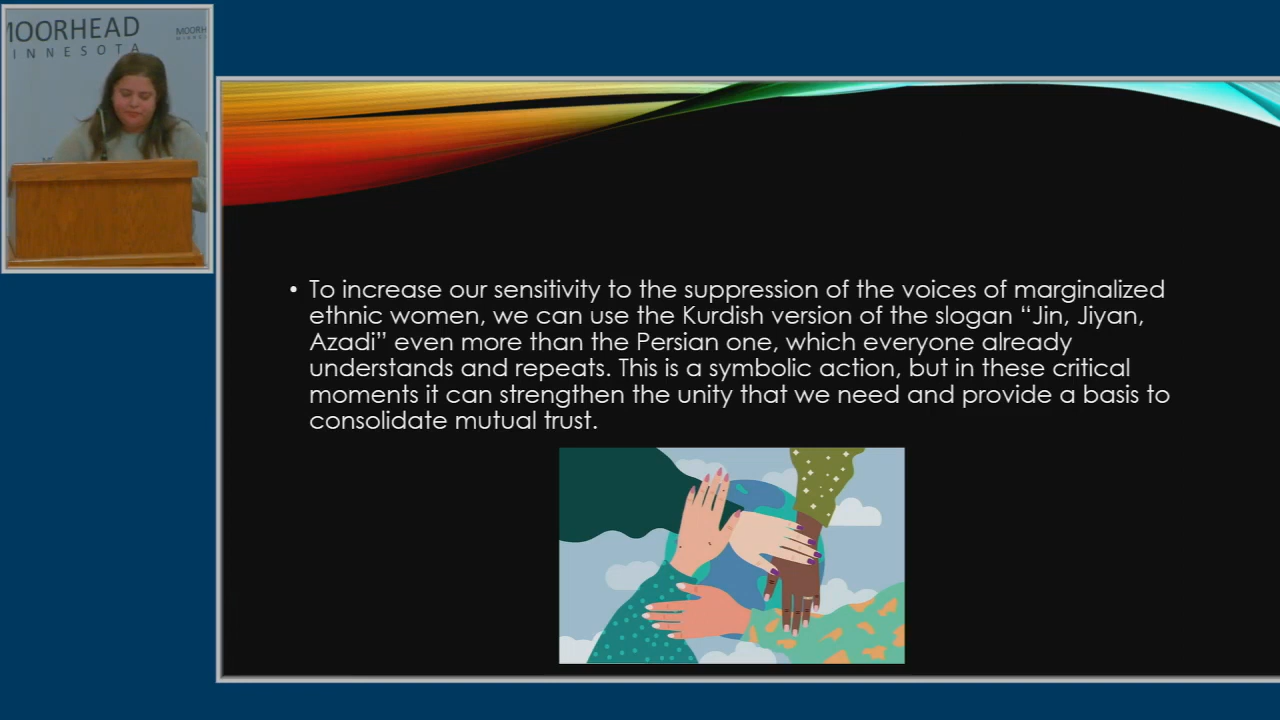 MOORHEAD
MINNESOTA
MOORH
• To increase our sensitivity to the suppression of the voices of marginalized
ethnic women, we can use the Kurdish version of the slogan “Jin, Jiyan,
Azadi” even more than the Persian one, which everyone already
understands and repeats. This is a symbolic action, but in these critical
moments it can strengthen the unity that we need and provide a basis to
consolidate mutual trust.